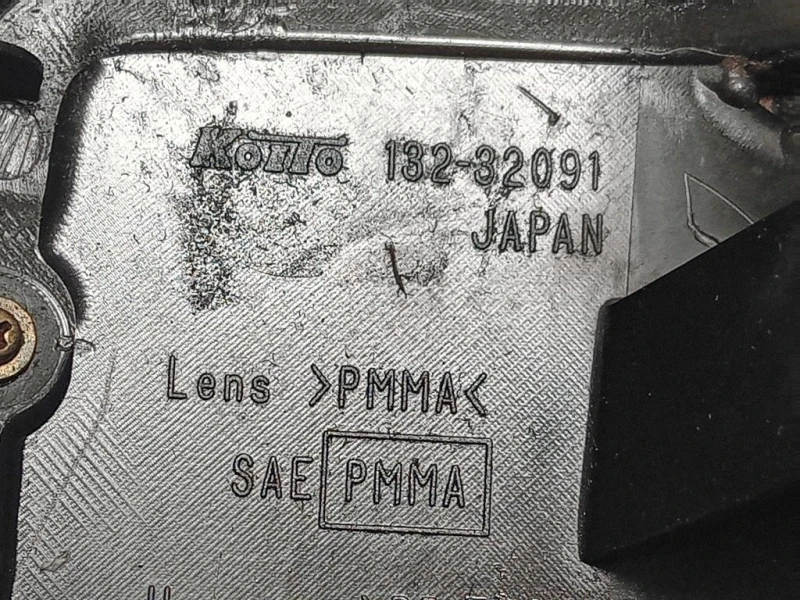 KOITO 132-32091
JAPAN
Lens >PMMA<
SAE PMMA